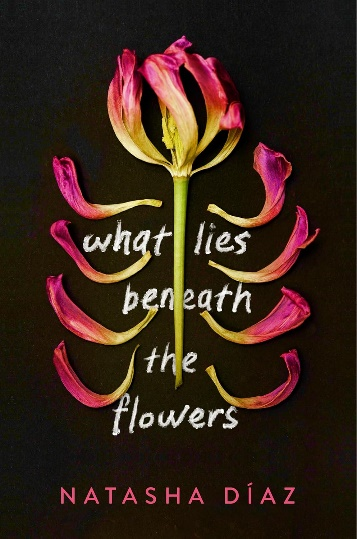 what lies
beneath
the
flowers
NATASHA DÍAZ